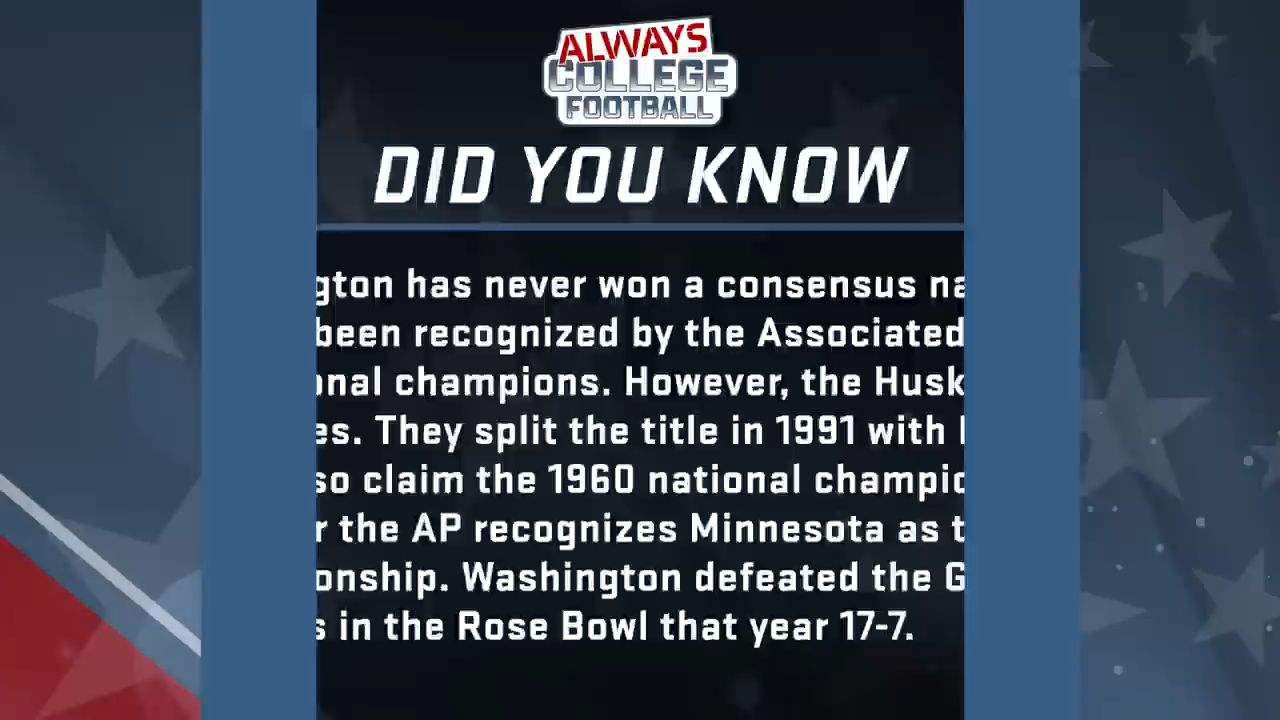 ALWAYS
COLLEGE
FOOTBALL
DID YOU KNOW
gton has never won a consensus na
been recognized by the Associated
onal champions. However, the Husk
es. They split the title in 1991 with
so claim the 1960 national champio
r the AP recognizes Minnesota as t
onship. Washington defeated the G
s in the Rose Bowl that year 17-7.